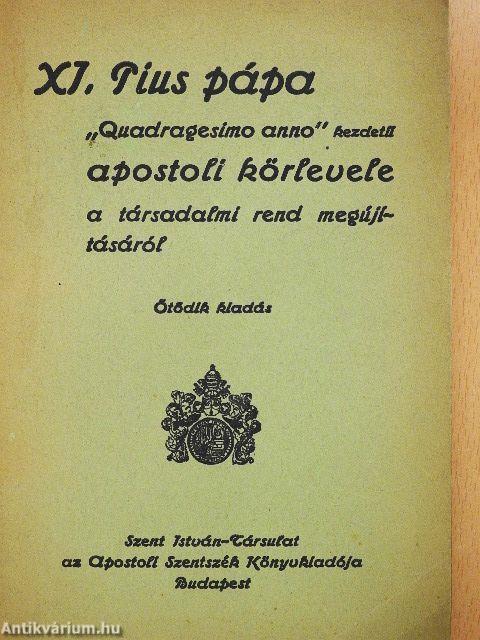 XI. Pius pápa
„Quadragesimo anno" kezdetű
apostoli körlevele
a társadalmi rend megújí-
tásáról
Ötödik kiadás
Szent István-Társulat
az Apostoli Szentszék Könyvkiadója
Budapest
Antikvárium.hu